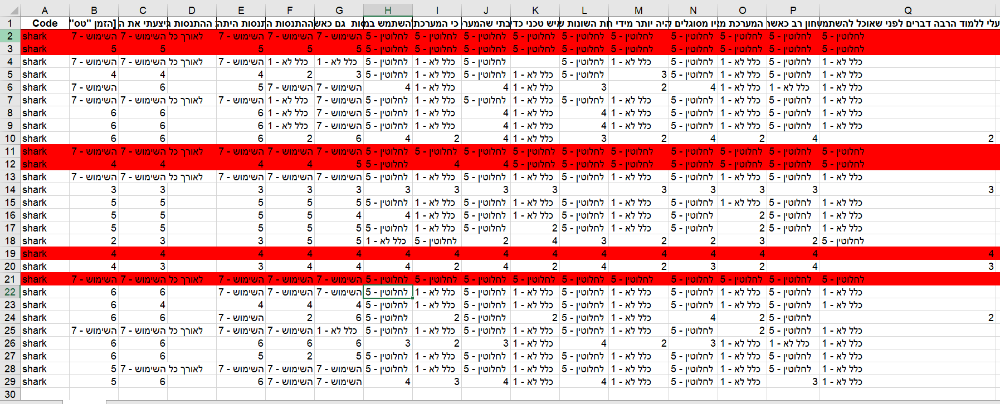 A B C D E F G H I J K L M N O P Q
1 Code הזמן "טס"] יצעתי את ה ההתנסות ג תנסות היתה ההתנסות ה סות גם כאש השתמש במ כי המערכת בתי שהמער איש טכני כדי ות השונות ש היה יותר מידי יו מסוגלים ל המערכת טחון רב כאש עלי ללמוד הרבה דברים לפני שאוכל להשתמ
2 shark 7 - השימוש 7 - לאורך כל השימוש 7 - השימוש 7 - השימוש 7 - השימוש 5 - לחלוטין 5 - לחלוטין 5 - לחלוטין 5 - לחלוטין 5 - לחלוטין 5 - לחלוטין 5 - לחלוטין 5 - לחלוטין 5 - לחלוטין 5 - לחלוטין
3 shark 5 5 5 5 5 5 - לחלוטין 5 - לחלוטין 5 - לחלוטין 5 - לחלוטין 5 - לחלוטין 5 - לחלוטין 5 - לחלוטין 5 - לחלוטין 5 - לחלוטין 5 - לחלוטין
4 shark 7 - השימוש 7 - לאורך כל השימוש 7 - השימוש 1 - כלל לא 1 - כלל לא 5 - לחלוטין 1 - כלל לא 5 - לחלוטין 5 - לחלוטין 1 - כלל לא 5 - לחלוטין 1 - כלל לא 5 - לחלוטין 1 - כלל לא
5 shark 4 4 4 2 3 5 - לחלוטין 1 - כלל לא 5 - לחלוטין 1 - כלל לא 5 - לחלוטין 3 5 - לחלוטין 1 - כלל לא 5 - לחלוטין 1 - כלל לא
6 shark 7 - השימוש 6 5 7 - השימוש 7 - השימוש 4 1 - כלל לא 4 1 - כלל לא 3 2 4 1 - כלל לא 1 - כלל לא 1 - כלל לא
7 shark 7 - השימוש 7 - לאורך כל השימוש 7 - השימוש 1 - כלל לא 7 - השימוש 5 - לחלוטין 1 - כלל לא 5 - לחלוטין 1 - כלל לא 5 - לחלוטין 1 - כלל לא 5 - לחלוטין 1 - כלל לא 5 - לחלוטין 1 - כלל לא
8 shark 6 6 6 1 - כלל לא 7 - השימוש 5 - לחלוטין 1 - כלל לא 4 1 - כלל לא 4 1 - כלל לא 5 - לחלוטין 1 - כלל לא 5 - לחלוטין 1 - כלל לא
9 shark 6 6 6 1 - כלל לא 7 - השימוש 5 - לחלוטין 1 - כלל לא 4 1 - כלל לא 4 1 - כלל לא 5 - לחלוטין 1 - כלל לא 5 - לחלוטין 1 - כלל לא
10 shark 6 6 6 2 6 4 2 4 1 - כלל לא 3 2 4 2 4 2
11 shark 7 - השימוש 7 - לאורך כל השימוש 7 - השימוש 7 - השימוש 7 - השימוש 5 - לחלוטין 5 - לחלוטין 5 - לחלוטין 5 - לחלוטין 5 - לחלוטין 5 - לחלוטין 5 - לחלוטין 5 - לחלוטין 5 - לחלוטין 5 - לחלוטין
12 shark 4 4 4 4 5 5 - לחלוטין 4 4 5 - לחלוטין 5 - לחלוטין 5 - לחלוטין 5 - לחלוטין 5 - לחלוטין 5 - לחלוטין 5 - לחלוטין
13 shark 7 - השימוש 7 - לאורך כל השימוש 7 - השימוש 7 - השימוש 7 - השימוש 5 - לחלוטין 1 - כלל לא 5 - לחלוטין 1 - כלל לא 5 - לחלוטין 1 - כלל לא 5 - לחלוטין 1 - כלל לא 5 - לחלוטין 1 - כלל לא
14 shark 3 3 3 3 3 3 3 3 3 3 3 3 3 3
15 shark 5 5 5 5 5 5 - לחלוטין 1 - כלל לא 5 - לחלוטין 1 - כלל לא 5 - לחלוטין 1 - כלל לא 5 - לחלוטין 1 - כלל לא 5 - לחלוטין 1 - כלל לא
16 shark 5 5 5 5 4 4 1 - כלל לא 5 - לחלוטין 1 - כלל לא 5 - לחלוטין 1 - כלל לא 5 - לחלוטין 2 5 - לחלוטין 1 - כלל לא
17 shark 5 5 5 5 5 5 - לחלוטין 1 - כלל לא 5 - לחלוטין 2 5 - לחלוטין 1 - כלל לא 5 - לחלוטין 2 5 - לחלוטין 1 - כלל לא
18 shark 2 3 3 5 5 1 - כלל לא 5 - לחלוטין 2 4 3 2 2 3 2 5 - לחלוטין
19 shark 4 4 4 4 4 4 4 4 4 4 4 4 4 4 4
20 shark 4 3 3 4 4 4 2 4 2 4 2 3 2 4 3
21 shark 7 - השימוש 7 - לאורך כל השימוש 7 - השימוש 7 - השימוש 7 - השימוש 5 - לחלוטין 5 - לחלוטין 5 - לחלוטין 5 - לחלוטין 5 - לחלוטין 5 - לחלוטין 5 - לחלוטין 5 - לחלוטין 5 - לחלוטין 5 - לחלוטין
22 shark 6 6 7 - השימוש 7 - השימוש 7 - השימוש 5 - לחלוטין 1 - כלל לא 5 - לחלוטין 1 - כלל לא 5 - לחלוטין 1 - כלל לא 5 - לחלוטין 1 - כלל לא 5 - לחלוטין 1 - כלל לא
23 shark 6 4 4 4 4 5 - לחלוטין 1 - כלל לא 5 - לחלוטין 1 - כלל לא 5 - לחלוטין 1 - כלל לא 5 - לחלוטין 1 - כלל לא 5 - לחלוטין 1 - כלל לא
24 shark 6 6 7 - השימוש 2 6 5 - לחלוטין 2 5 - לחלוטין 2 5 - לחלוטין 1 - כלל לא 4 2 5 - לחלוטין 2
25 shark 7 - השימוש 7 - לאורך כל השימוש 7 - השימוש 7 - השימוש 1 - כלל לא 5 - לחלוטין 1 - כלל לא 5 - לחלוטין 1 - כלל לא 5 - לחלוטין 1 - כלל לא 5 - לחלוטין 2 5 - לחלוטין 1 - כלל לא
26 shark 6 6 6 6 6 3 2 3 1 - כלל לא 4 2 3 1 - כלל לא 1 - כלל לא 1 - כלל לא
27 shark 6 6 5 2 5 5 - לחלוטין 1 - כלל לא 5 - לחלוטין 1 - כלל לא 5 - לחלוטין 1 - כלל לא 5 - לחלוטין 1 - כלל לא 5 - לחלוטין 1 - כלל לא
28 shark 5 7 - לאורך כל השימוש 7 - השימוש 7 - השימוש 7 - השימוש 5 - לחלוטין 1 - כלל לא 5 - לחלוטין 1 - כלל לא 5 - לחלוטין 1 - כלל לא 5 - לחלוטין 1 - כלל לא 5 - לחלוטין 1 - כלל לא
29 shark 5 6 6 7 - השימוש 7 - השימוש 4 3 4 1 - כלל לא 4 1 - כלל לא 5 - לחלוטין 1 - כלל לא 3 1 - כלל לא
30